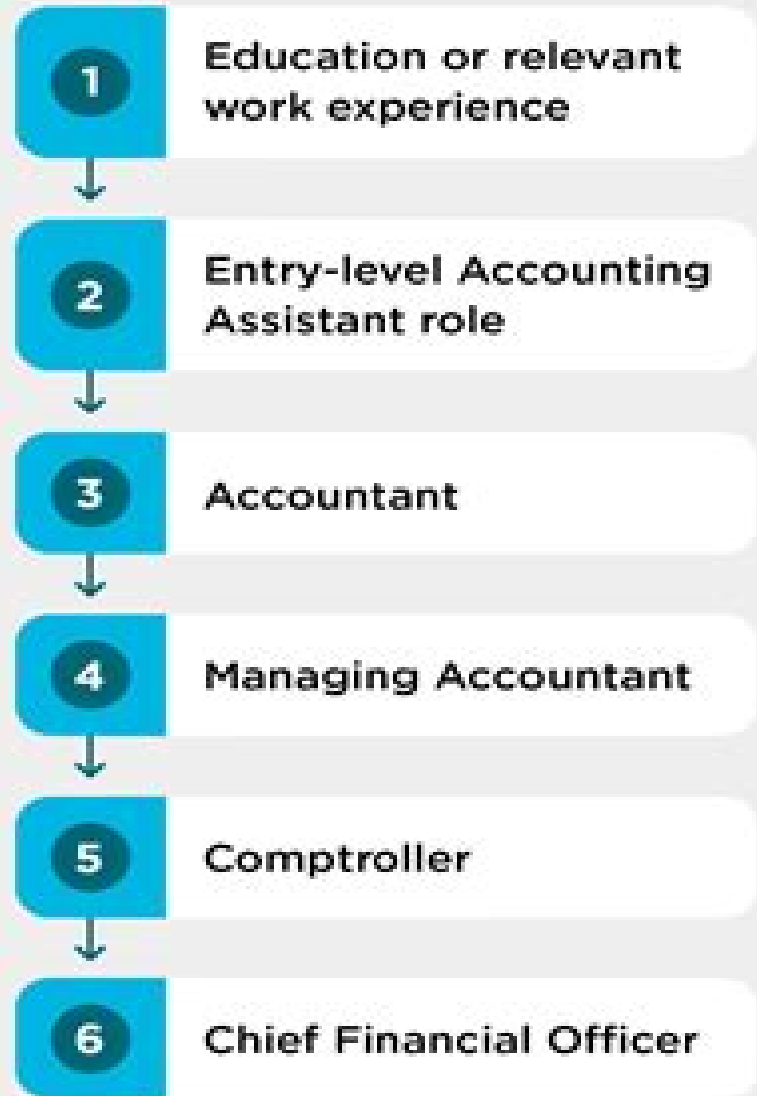 1
Education or relevant
work experience
2
Entry-level Accounting
Assistant role
3
Accountant
4
Managing Accountant
5
Comptroller
6
Chief Financial Officer